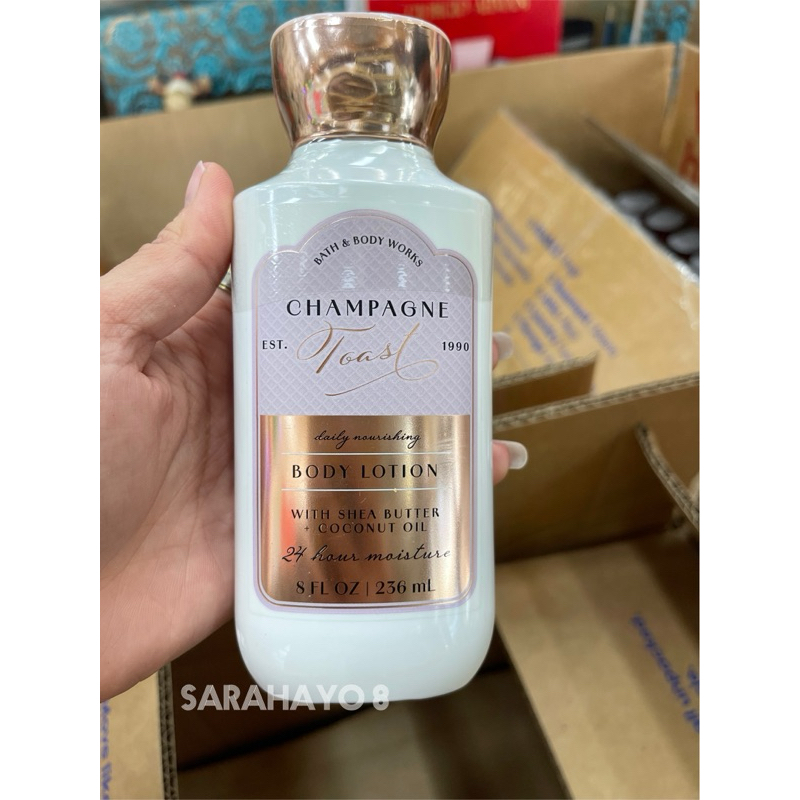 BATH & BODY WORKS
CHAMPAGNE
EST. Toast 1990
daily nourishing
BODY LOTION
WITH SHEA BUTTER
+ COCONUT OIL
24 hour moisture
8 FL OZ | 236 mL
SARAHAYO 8